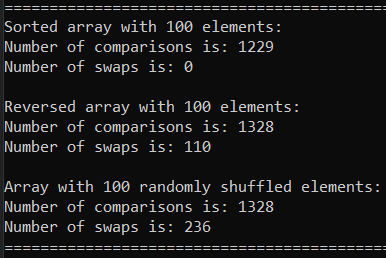 ===========================================
Sorted array with 100 elements:
Number of comparisons is: 1229
Number of swaps is: 0
Reversed array with 100 elements:
Number of comparisons is: 1328
Number of swaps is: 110
Array with 100 randomly shuffled elements:
Number of comparisons is: 1328
Number of swaps is: 236
===========================================